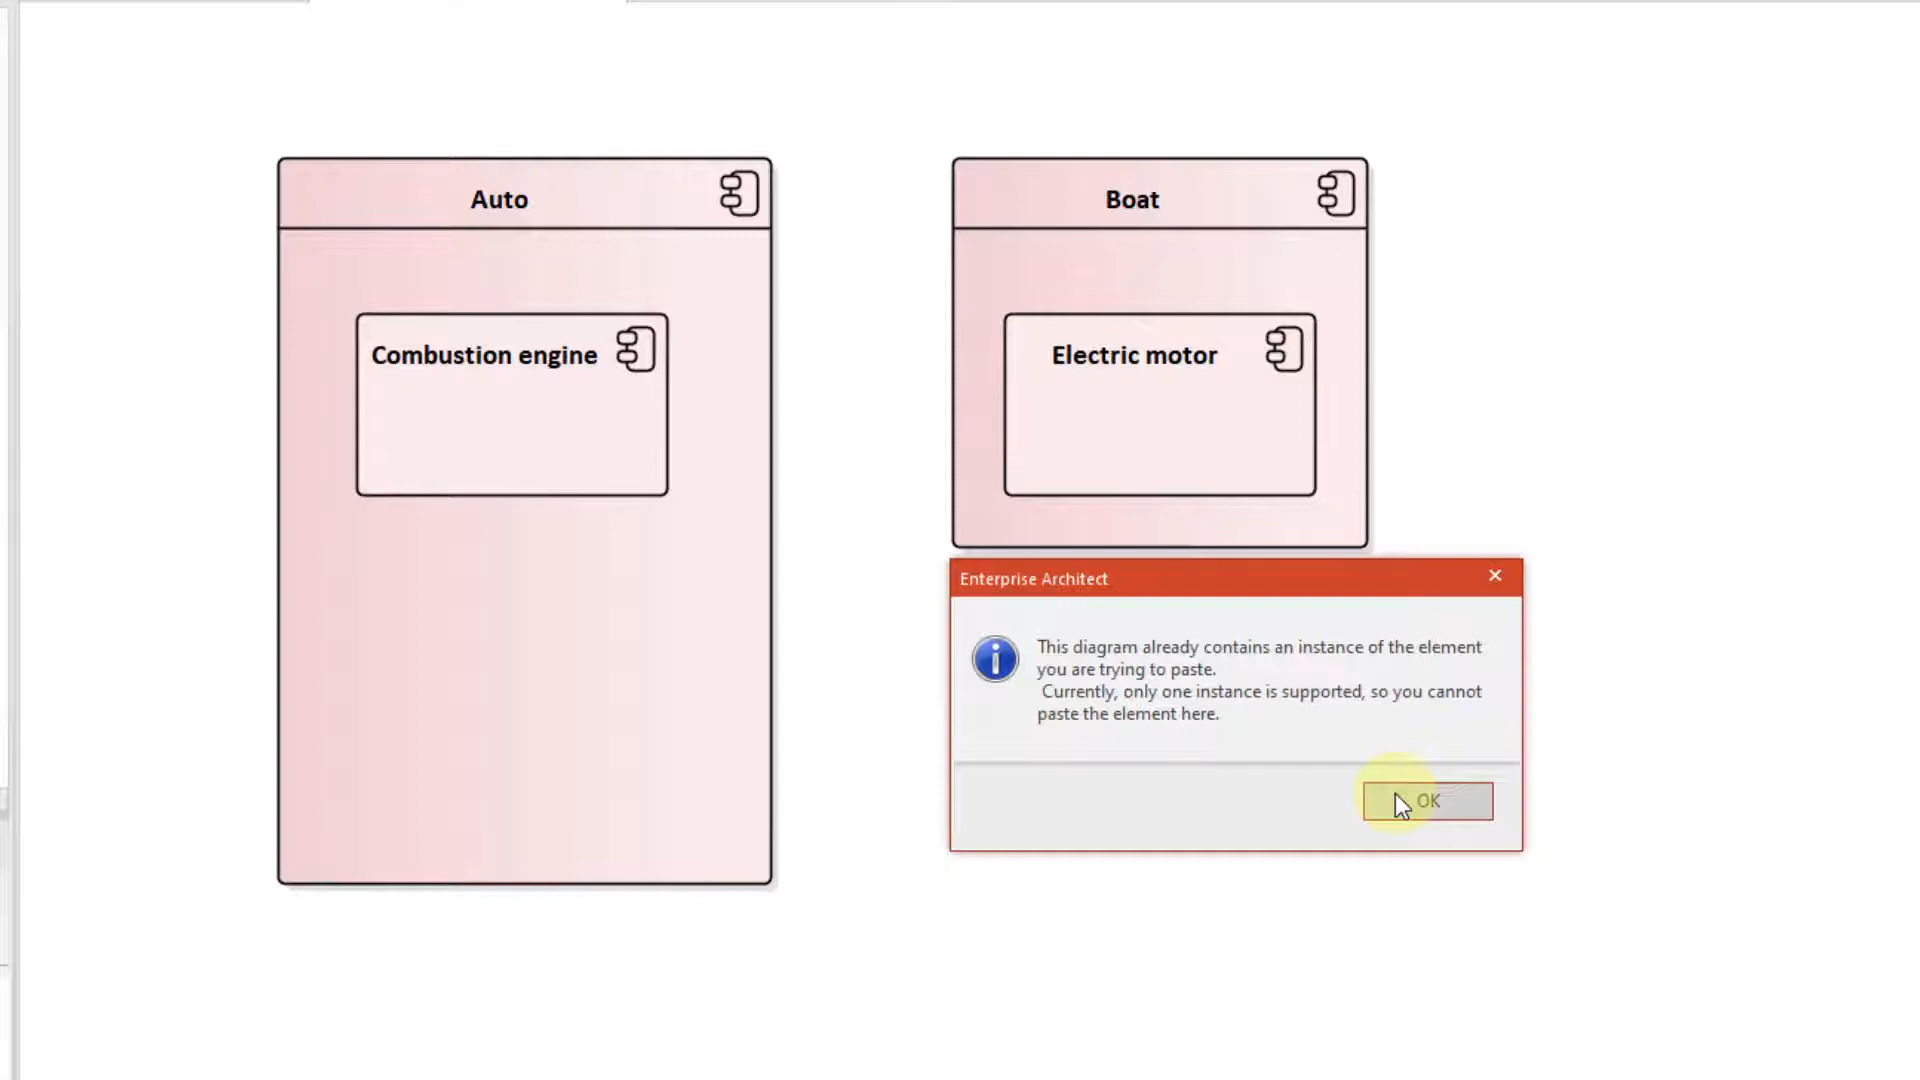 Auto
Boat
Combustion engine
Electric motor
Enterprise Architect
This diagram already contains an instance of the element
you are trying to paste.
Currently, only one instance is supported, so you cannot
paste the element here.
OK